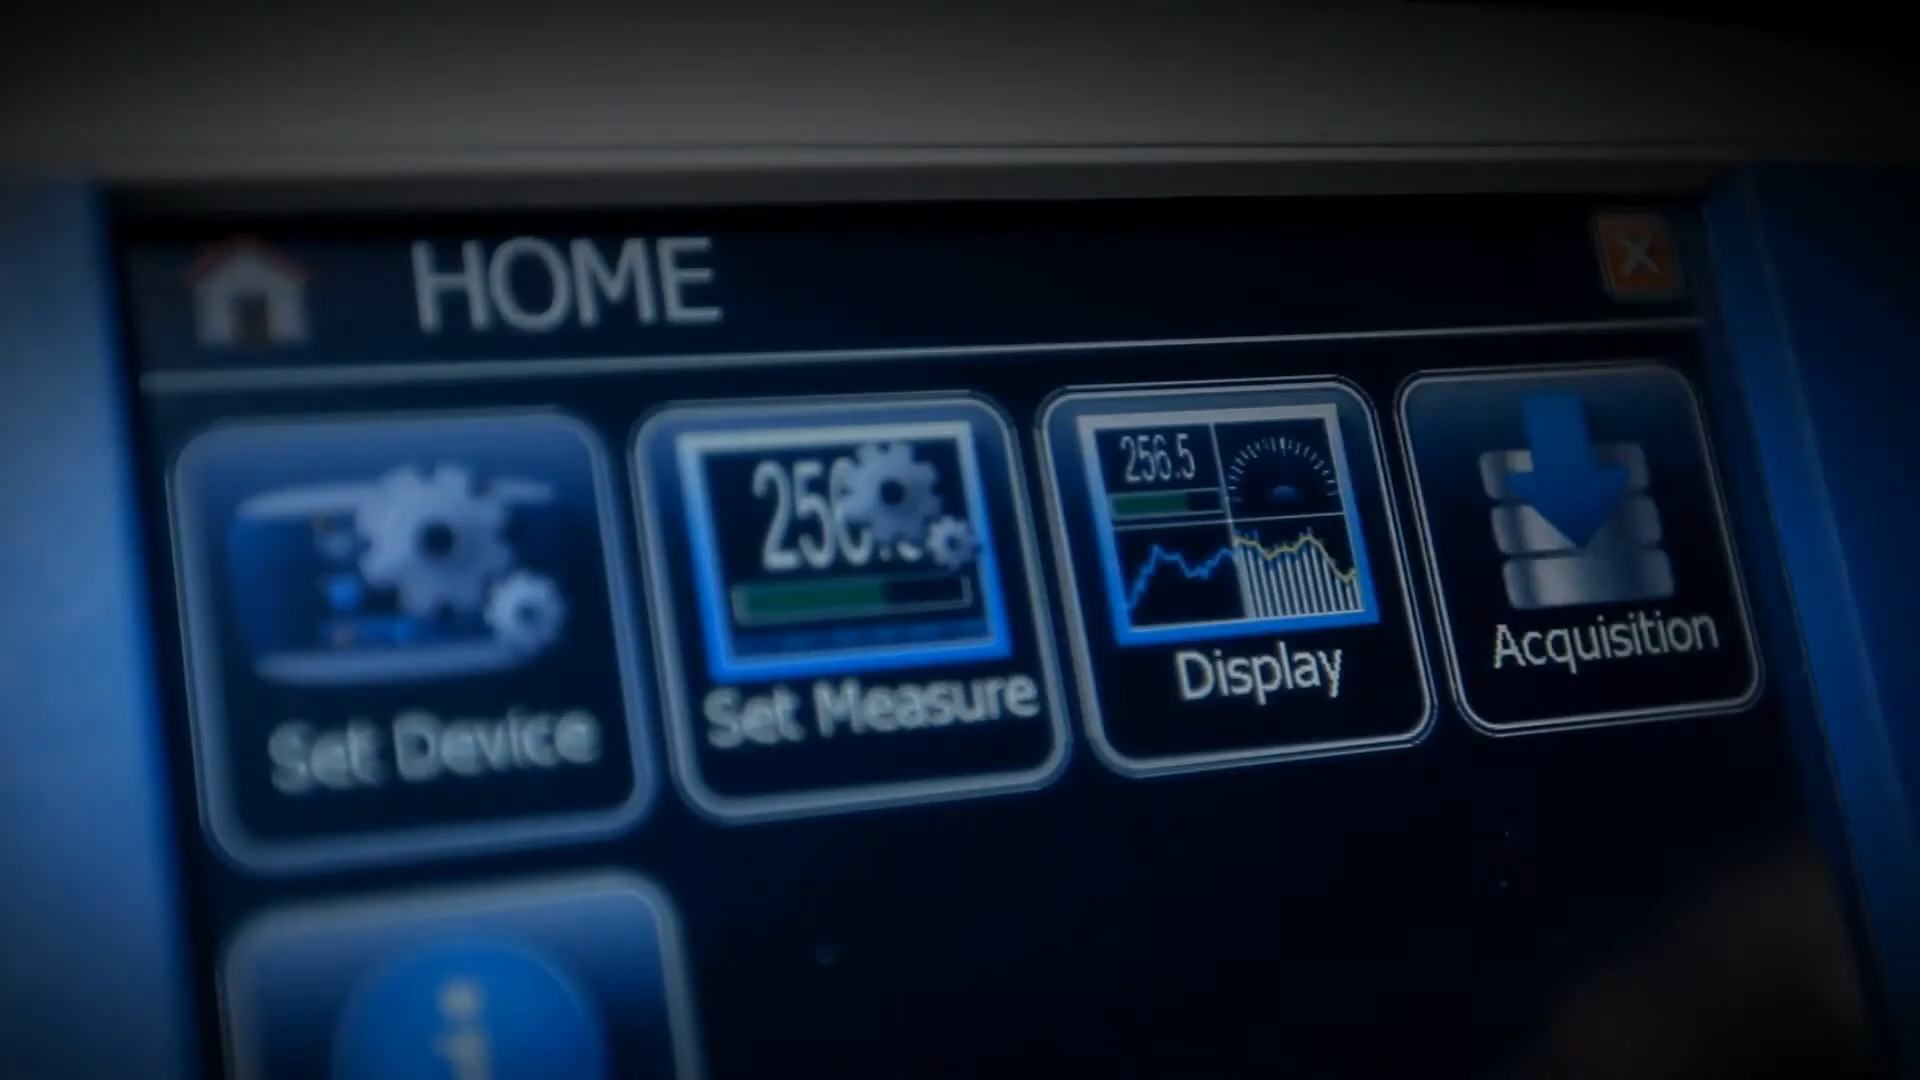 HOME
256.5
Set Device
Set Measure
Display
Acquisition
i